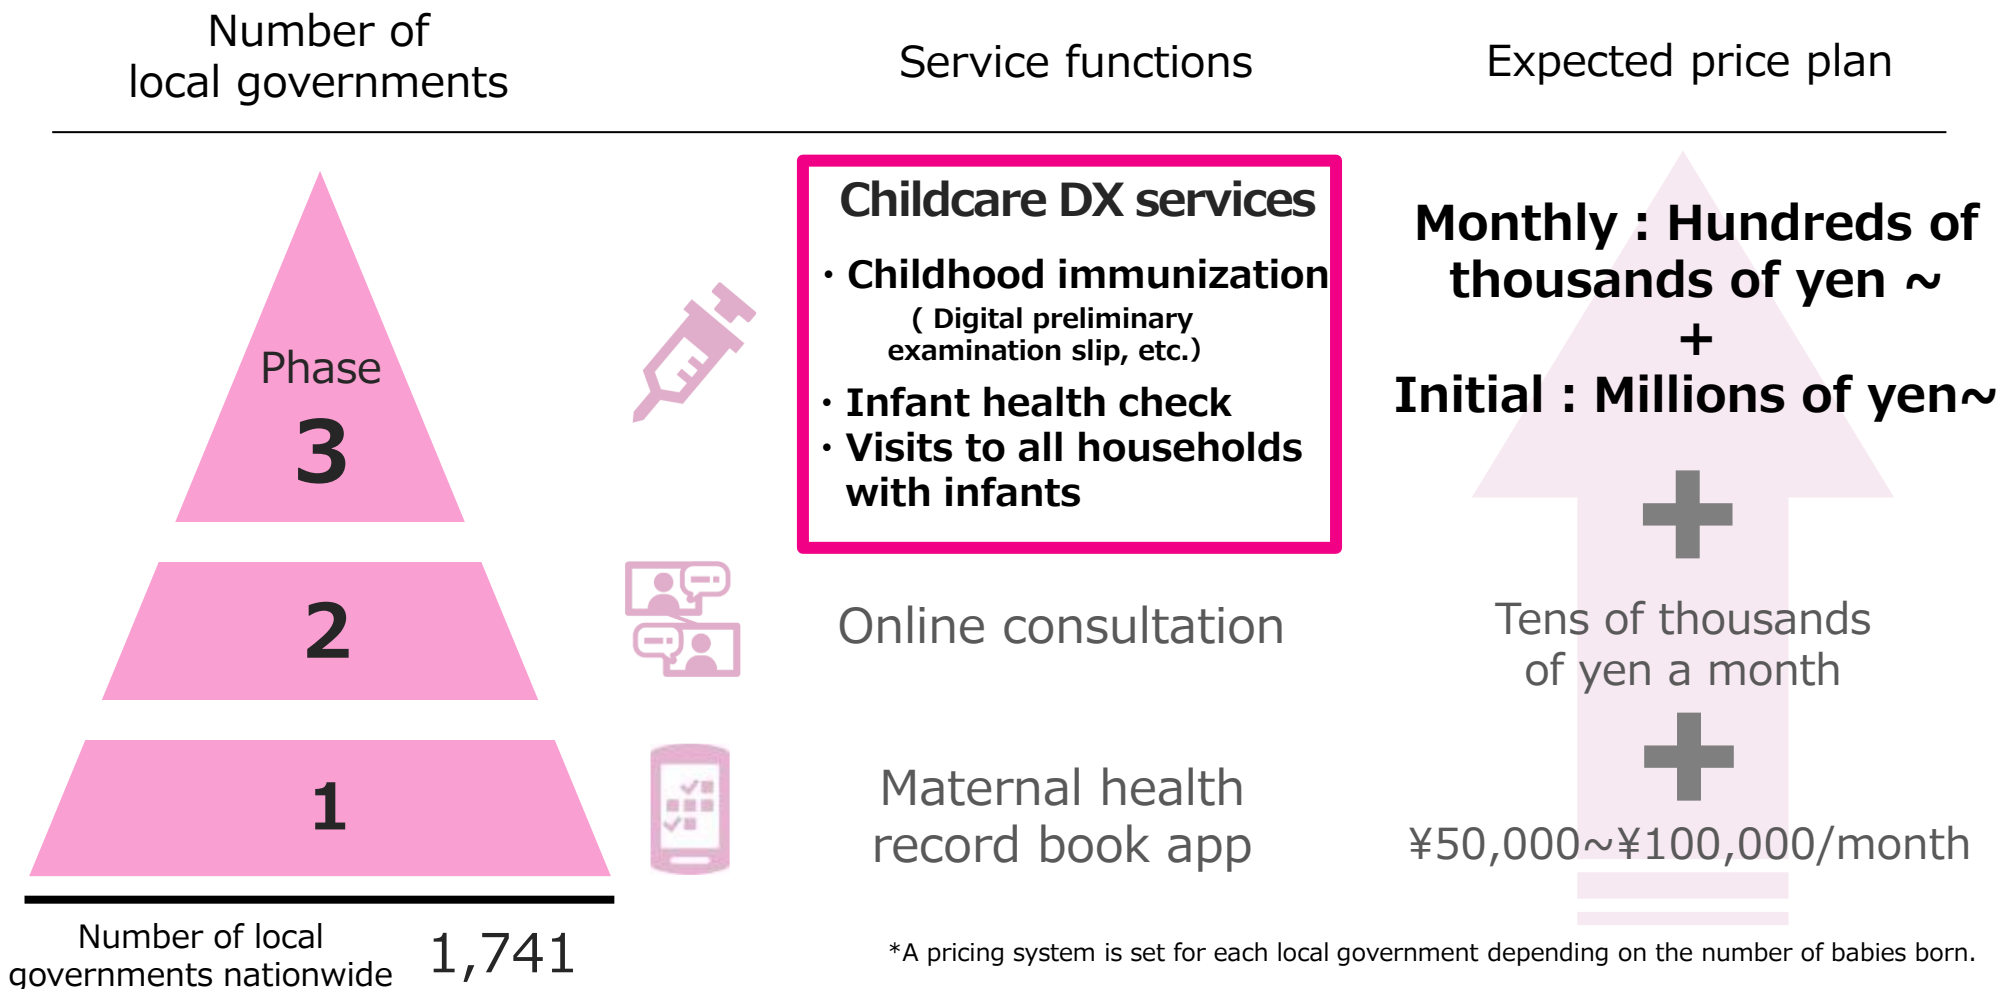 Number of
local governments
Service functions
Expected price plan
Phase
3
Childcare DX services
・Childhood immunization
( Digital preliminary
examination slip, etc.)
・Infant health check
・Visits to all households
with infants
Monthly : Hundreds of
thousands of yen ~
+
Initial : Millions of yen~
+
2
Online consultation
Tens of thousands
of yen a month
+
1
Maternal health
record book app
¥50,000~¥100,000/month
Number of local
governments nationwide
1,741
*A pricing system is set for each local government depending on the number of babies born.